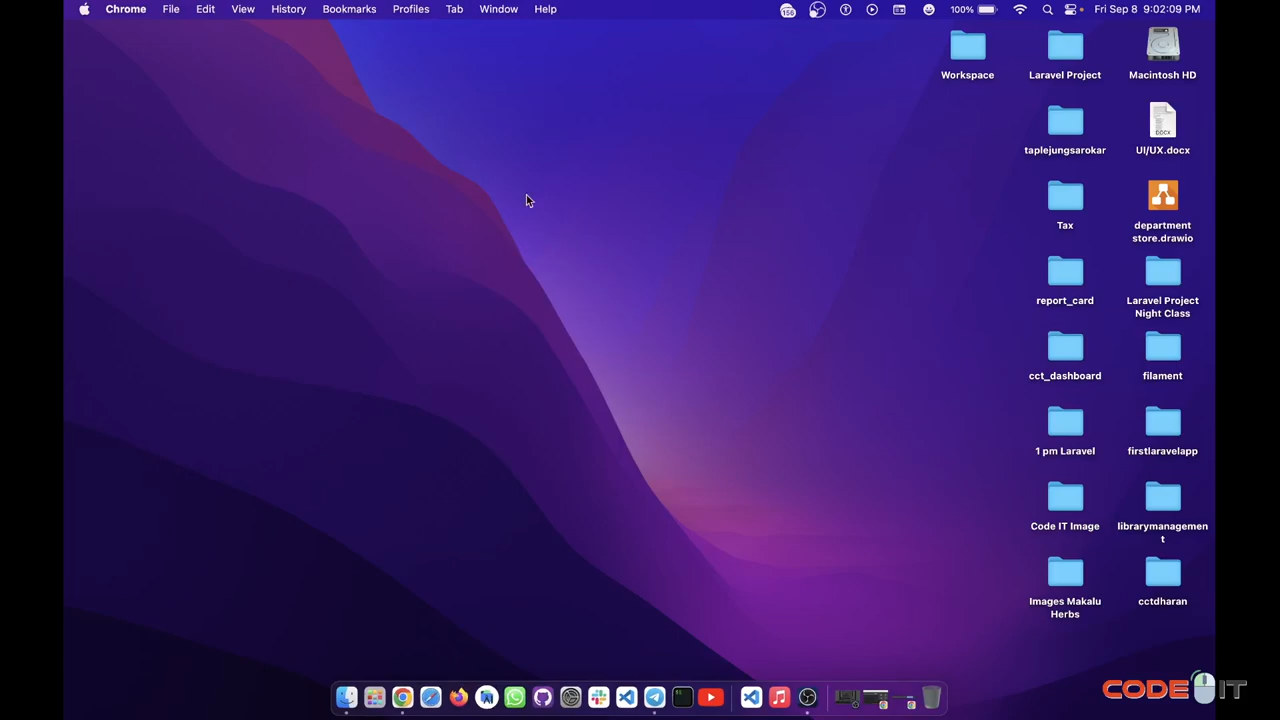 Chrome File Edit View History Bookmarks Profiles Tab Window Help 156 100% Fri Sep 8 9:02:09 PM
Workspace Laravel Project Macintosh HD
taplejungsarokar DOCX UI/UX.docx
Tax department
store.drawio
report_card Laravel Project
Night Class
cct_dashboard filament
1 pm Laravel firstlaravelapp
Code IT Image librarymanagemen
t
Images Makalu cctdharan
Herbs
CODE IT